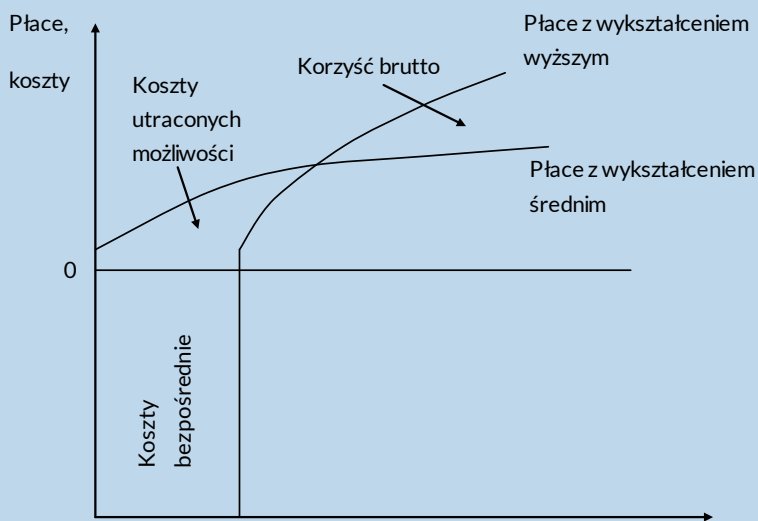 Płace,
koszty
Koszty
utraconych
możliwości
Korzyść brutto
Płace z wykształceniem
wyższym
Płace z wykształceniem
średnim
0
Koszty
bezpośrednie